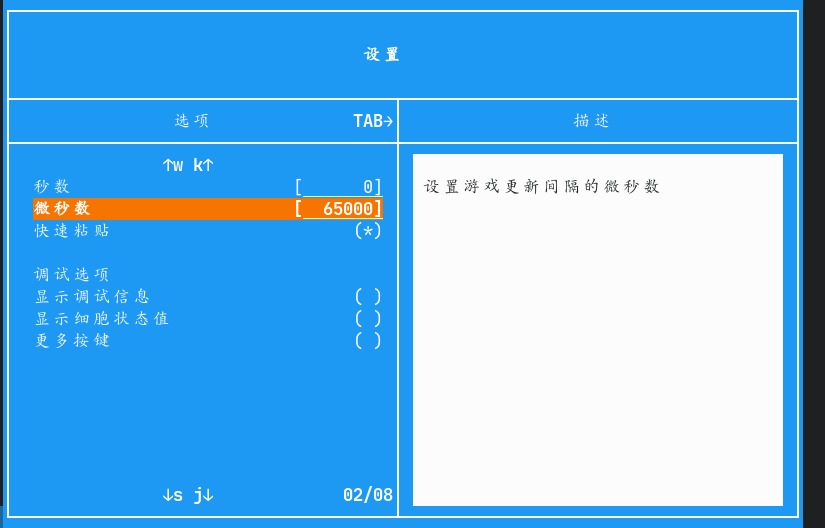 设置
选项 TAB→
描述
↑w k↑
秒数 [ 0]
微秒数 [ 65000]
快速粘贴 (*)
调试选项
显示调试信息 ( )
显示细胞状态值 ( )
更多按键 ( )
↓s j↓ 02/08
设置游戏更新间隔的微秒数